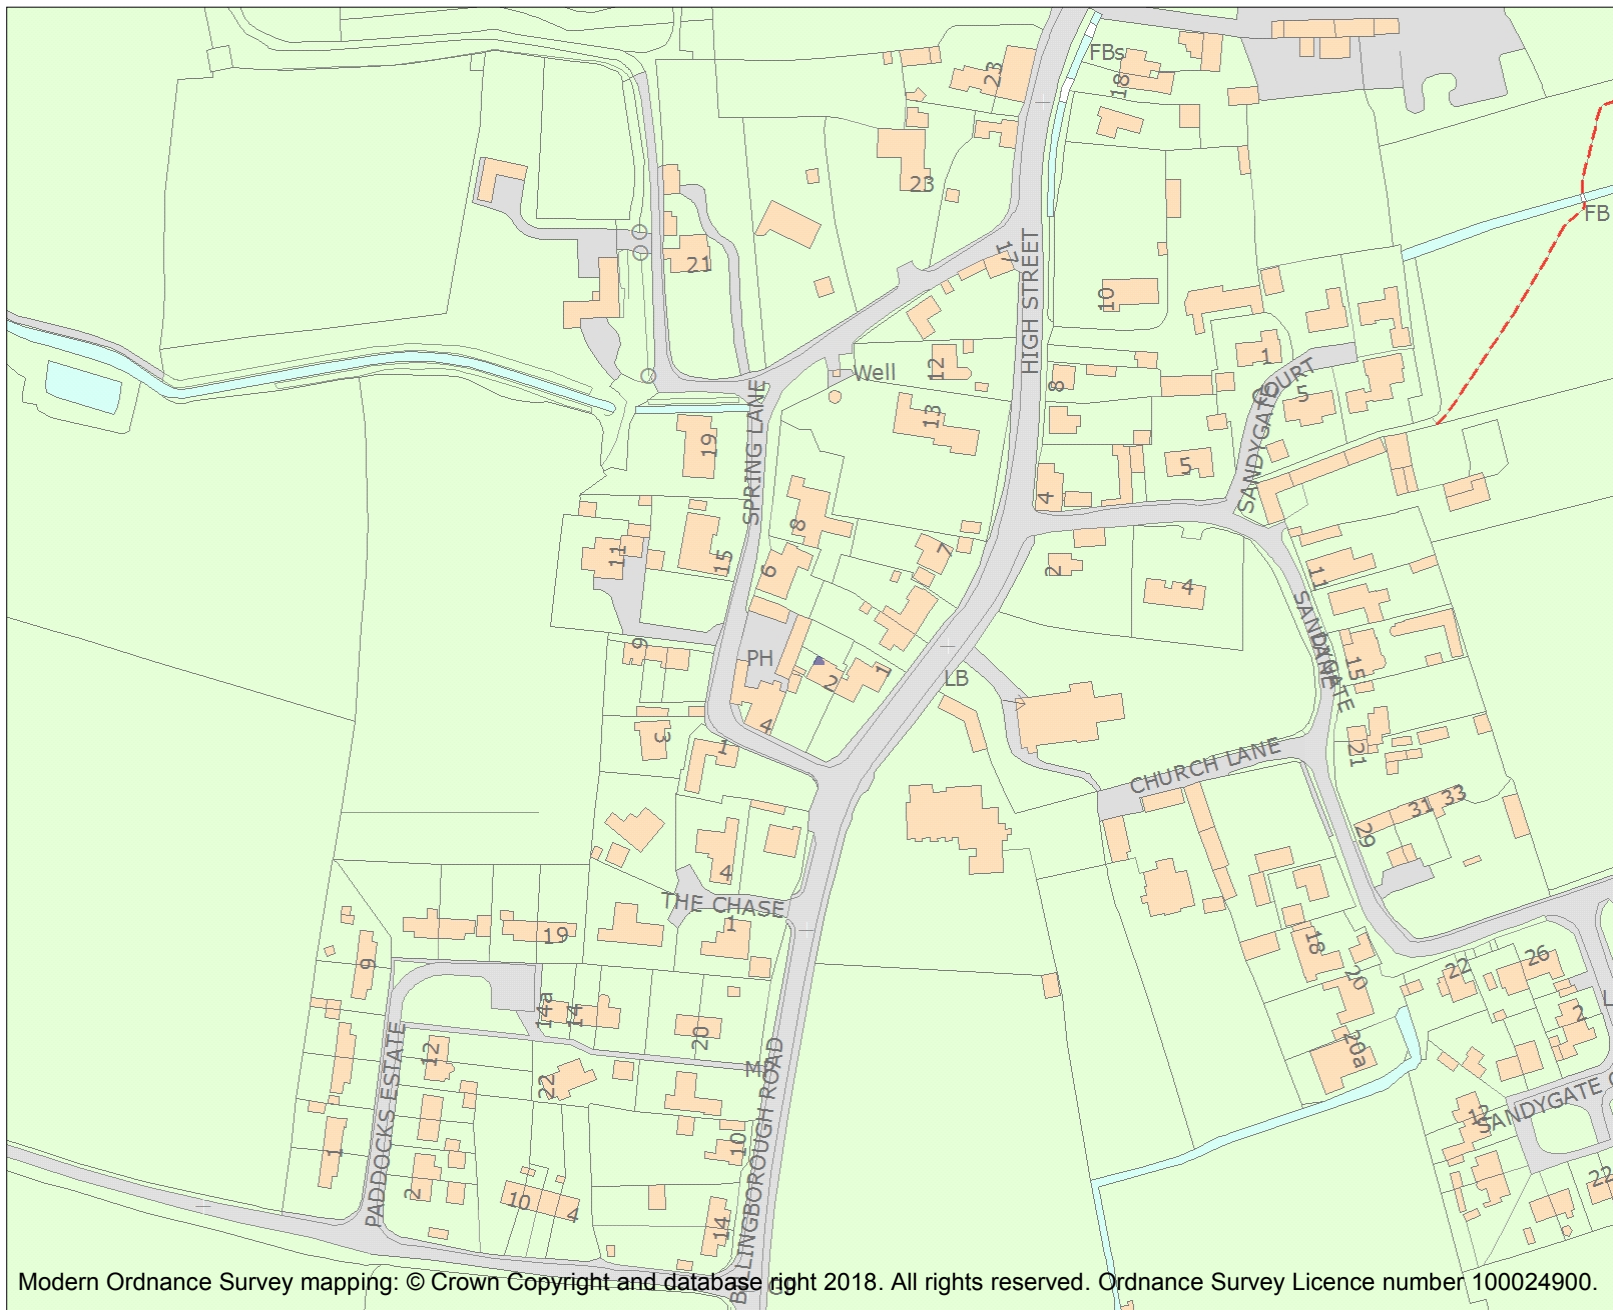 FBs
23
18
23
FB
HIGH STREET
17
21
10
Well
12
1
8
SANDYGATE
COURT
5
13
19
SPRING LANE
5
4
8
7
11
15
6
2
4
11
SANDYGATE
LANE
9
PH
2
1
LB
15
4
3
1
21
CHURCH LANE
31
33
29
4
THE CHASE
1
19
9
18
20
22
26
14a
14
20
2
PADDOCKS ESTATE
12
22
20a
BILLINGBOROUGH ROAD
10
12
SANDYGATE
1
2
10
4
14
22
Modern Ordnance Survey mapping: © Crown Copyright and database right 2018. All rights reserved. Ordnance Survey Licence number 100024900.